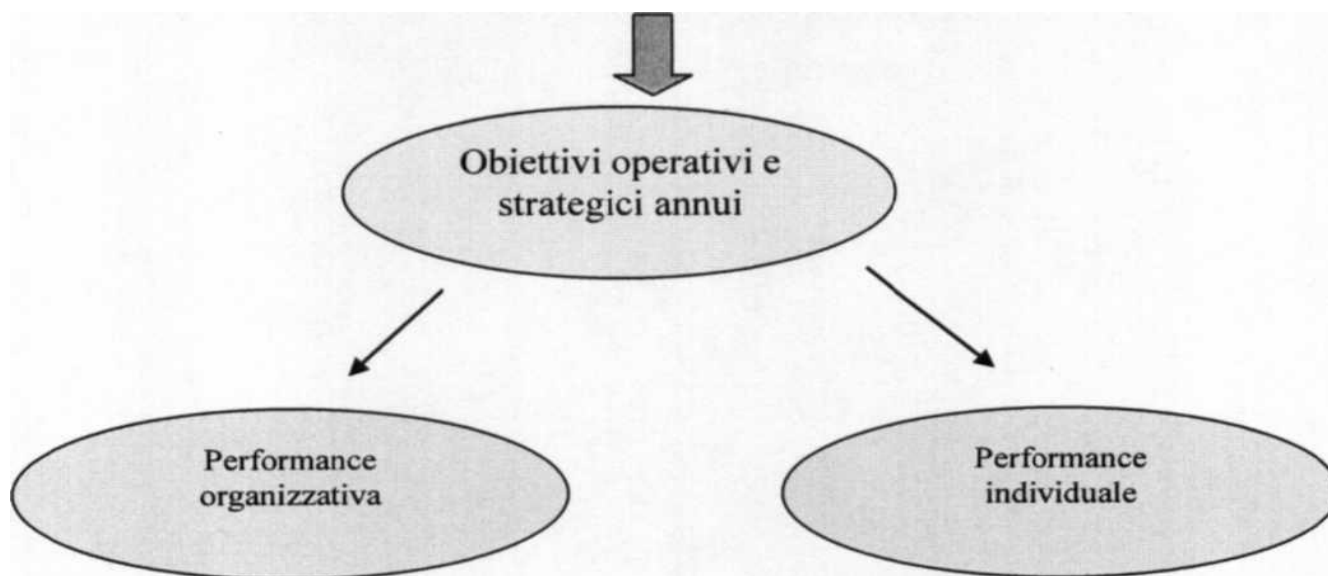 Obiettivi operativi e
strategici annui
Performance
organizzativa
Performance
individuale